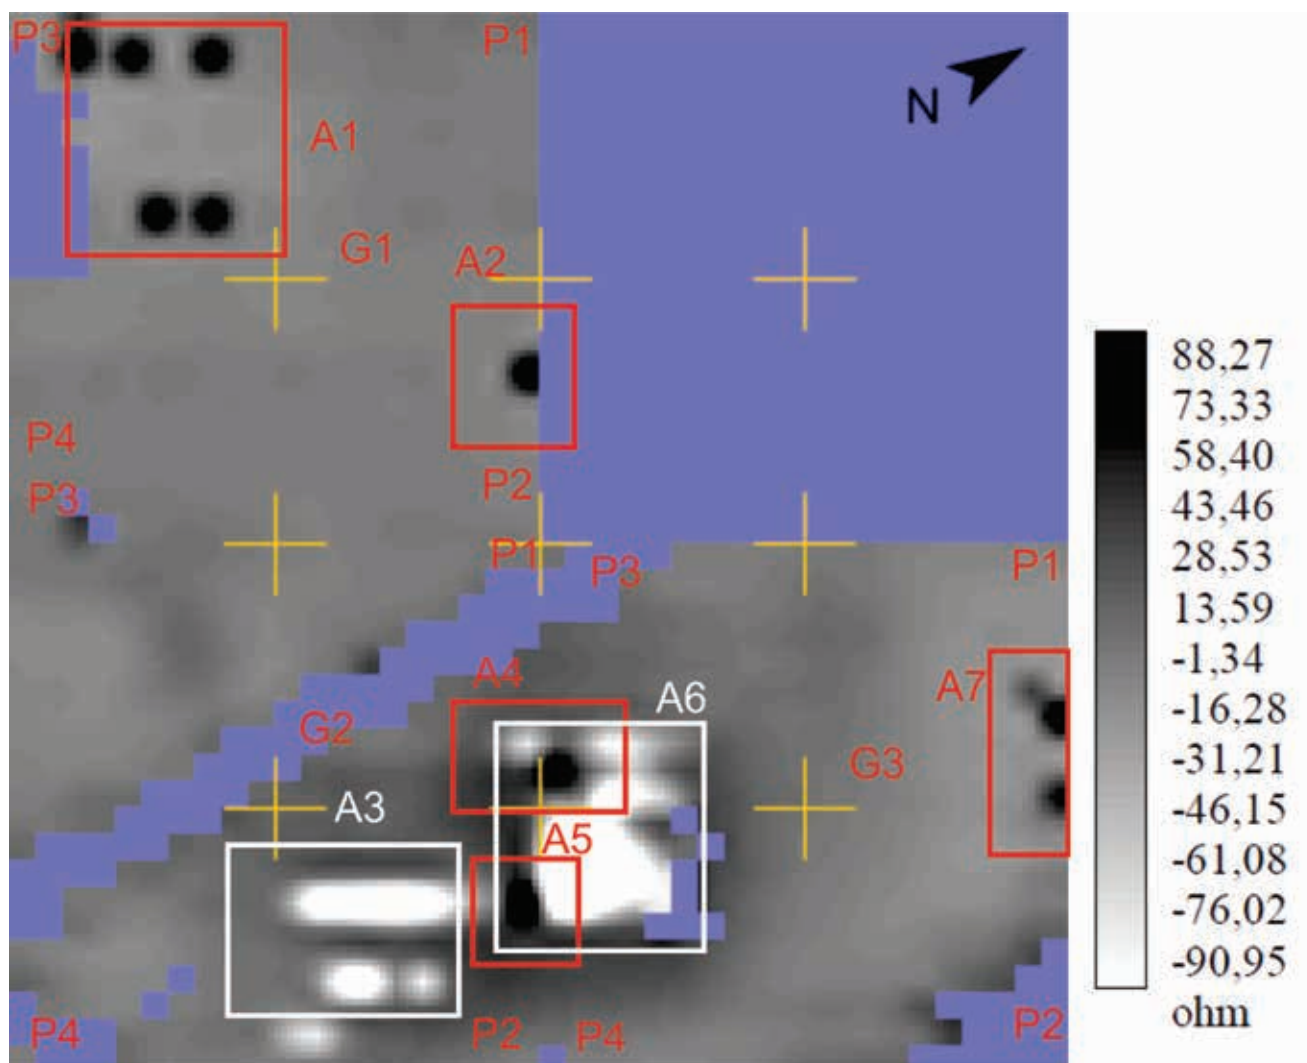 P3
P1
N
A1
G1
A2
P4
P2
P3
P1
P3
P1
A4
A6
A7
G2
G3
A3
A5
P4
P2
P4
P2
88,27
73,33
58,40
43,46
28,53
13,59
-1,34
-16,28
-31,21
-46,15
-61,08
-76,02
-90,95
ohm